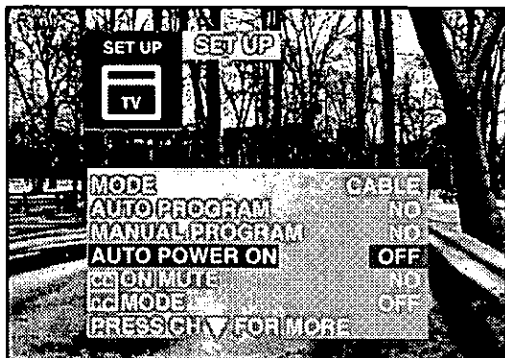 SET UP
SET UP
TV
MODE CABLE
AUTO PROGRAM NO
MANUAL PROGRAM NO
AUTO POWER ON OFF
CC ON MUTE NO
CC MODE OFF
PRESS CH ▽ FOR MORE